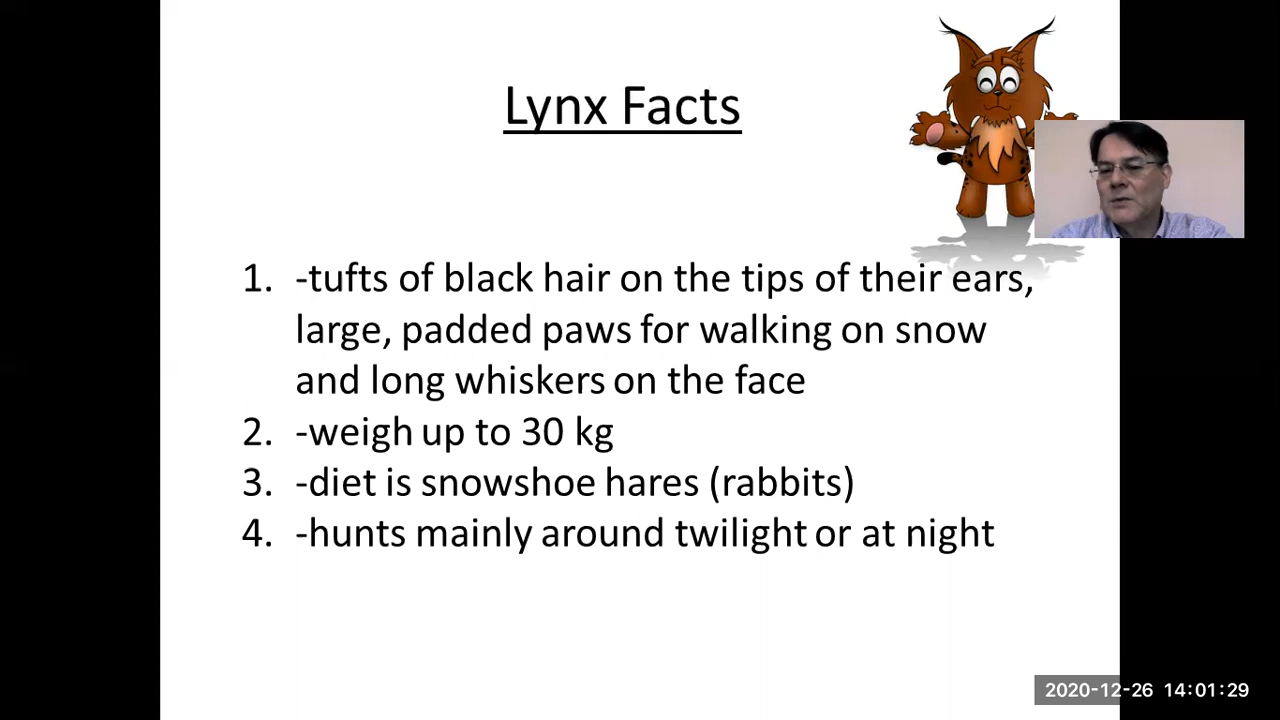 Lynx Facts
1. -tufts of black hair on the tips of their ears,
large, padded paws for walking on snow
and long whiskers on the face
2. -weigh up to 30 kg
3. -diet is snowshoe hares (rabbits)
4. -hunts mainly around twilight or at night
2020-12-26 14:01:29